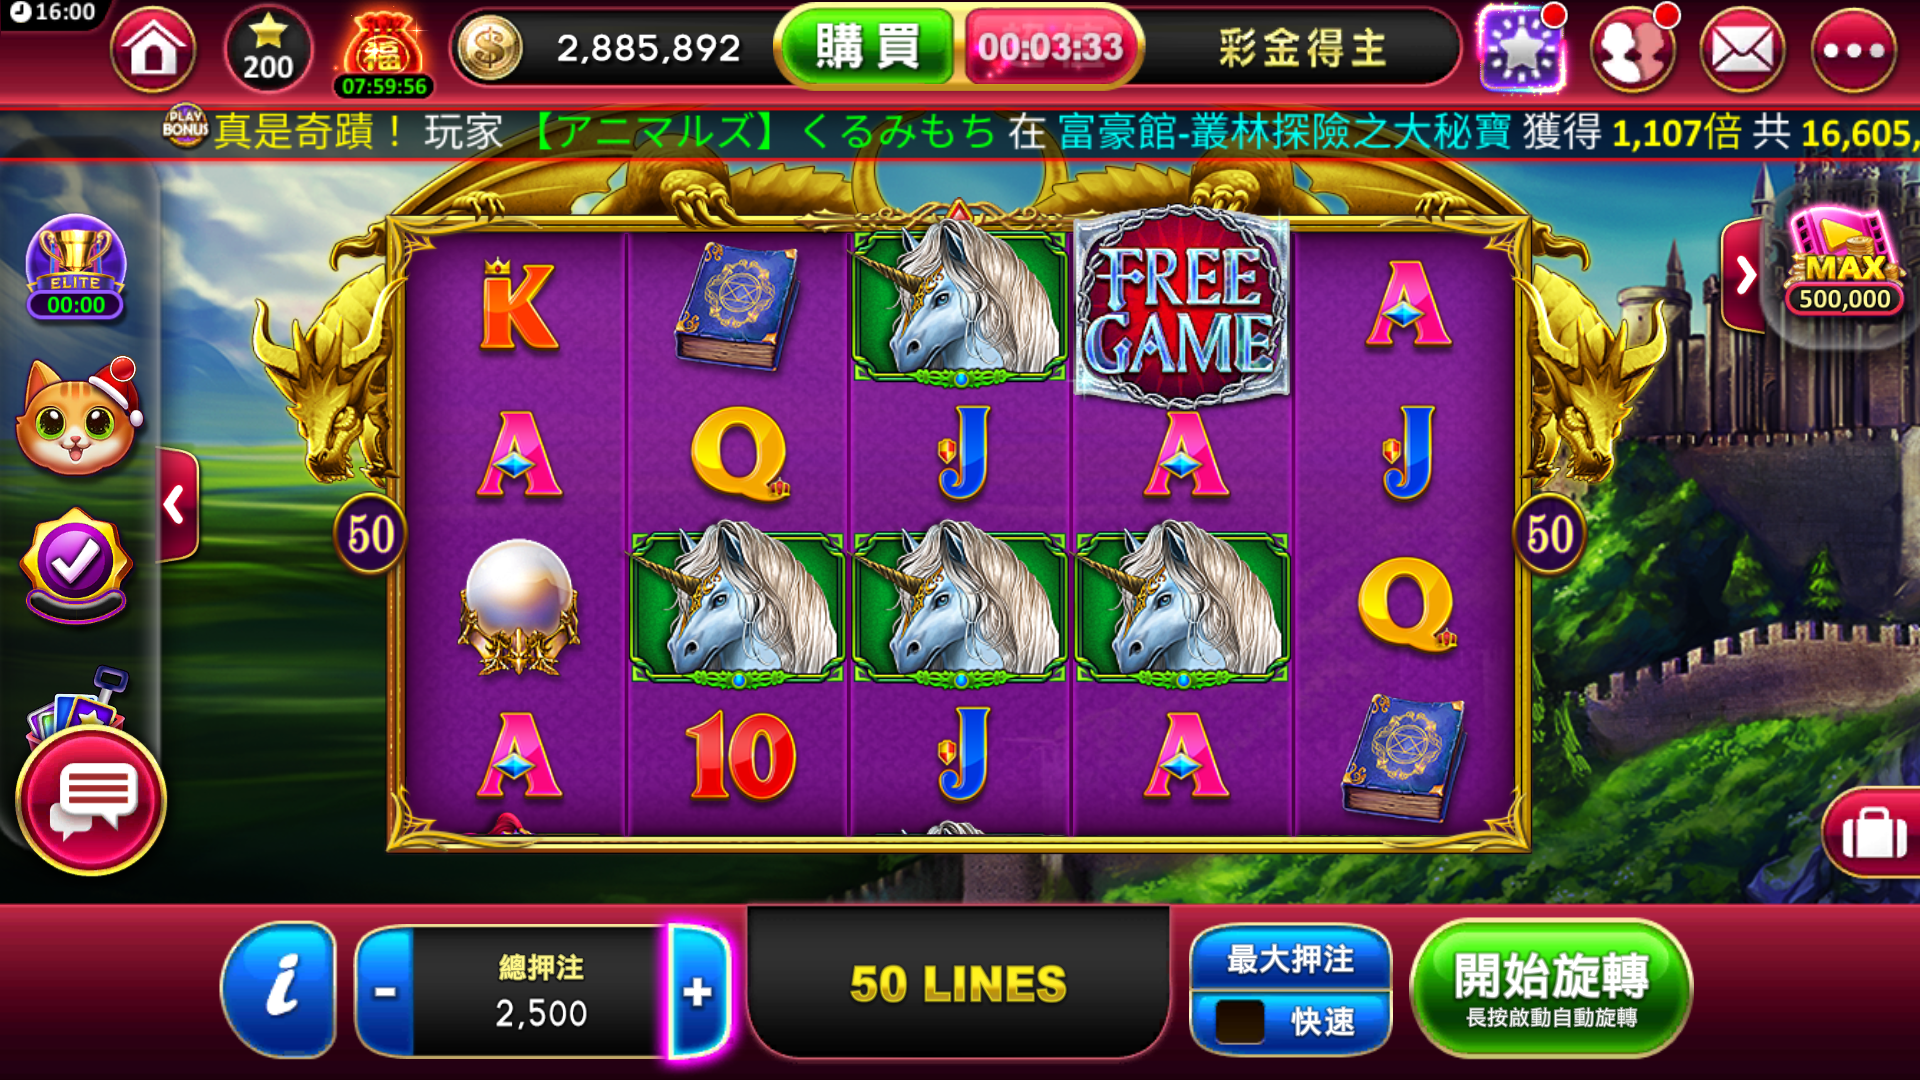 16:00
200
福
07:59:56
2,885,892
購買
00:03:33
彩金得主
PLAY BONUS
真是奇蹟！ 玩家 【アニマルズ】くるみもち 在 富豪館-叢林探險之大秘寶 獲得 1,107倍 共 16,605,
ELITE
00:00
MAX
500,000
K
FREE GAME
A
A
Q
J
A
J
50
50
Q
A
10
J
A
i
-
總押注
2,500
+
50 LINES
最大押注
快速
開始旋轉
長按啟動自動旋轉